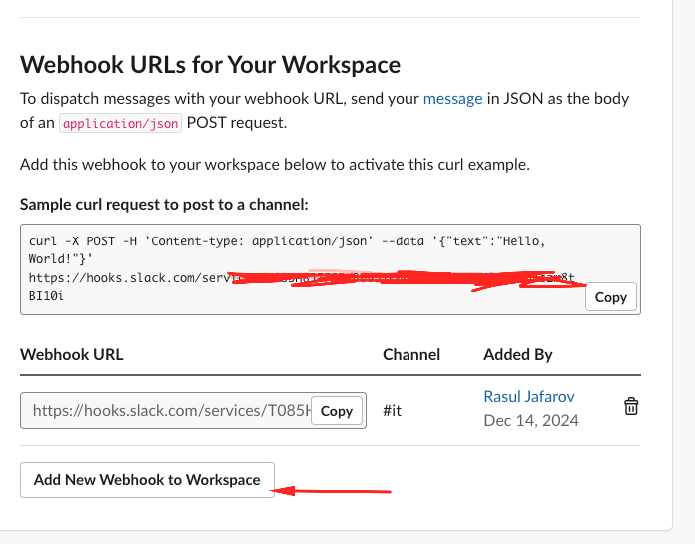 Webhook URLs for Your Workspace
To dispatch messages with your webhook URL, send your message in JSON as the body
of an application/json POST request.
Add this webhook to your workspace below to activate this curl example.
Sample curl request to post to a channel:
curl -X POST -H 'Content-type: application/json' --data '{"text":"Hello,
World!"}'
https://hooks.slack.com/servi
BI10i
Copy
Webhook URL Channel Added By
https://hooks.slack.com/services/T085 Copy #it Rasul Jafarov
Dec 14, 2024
Add New Webhook to Workspace